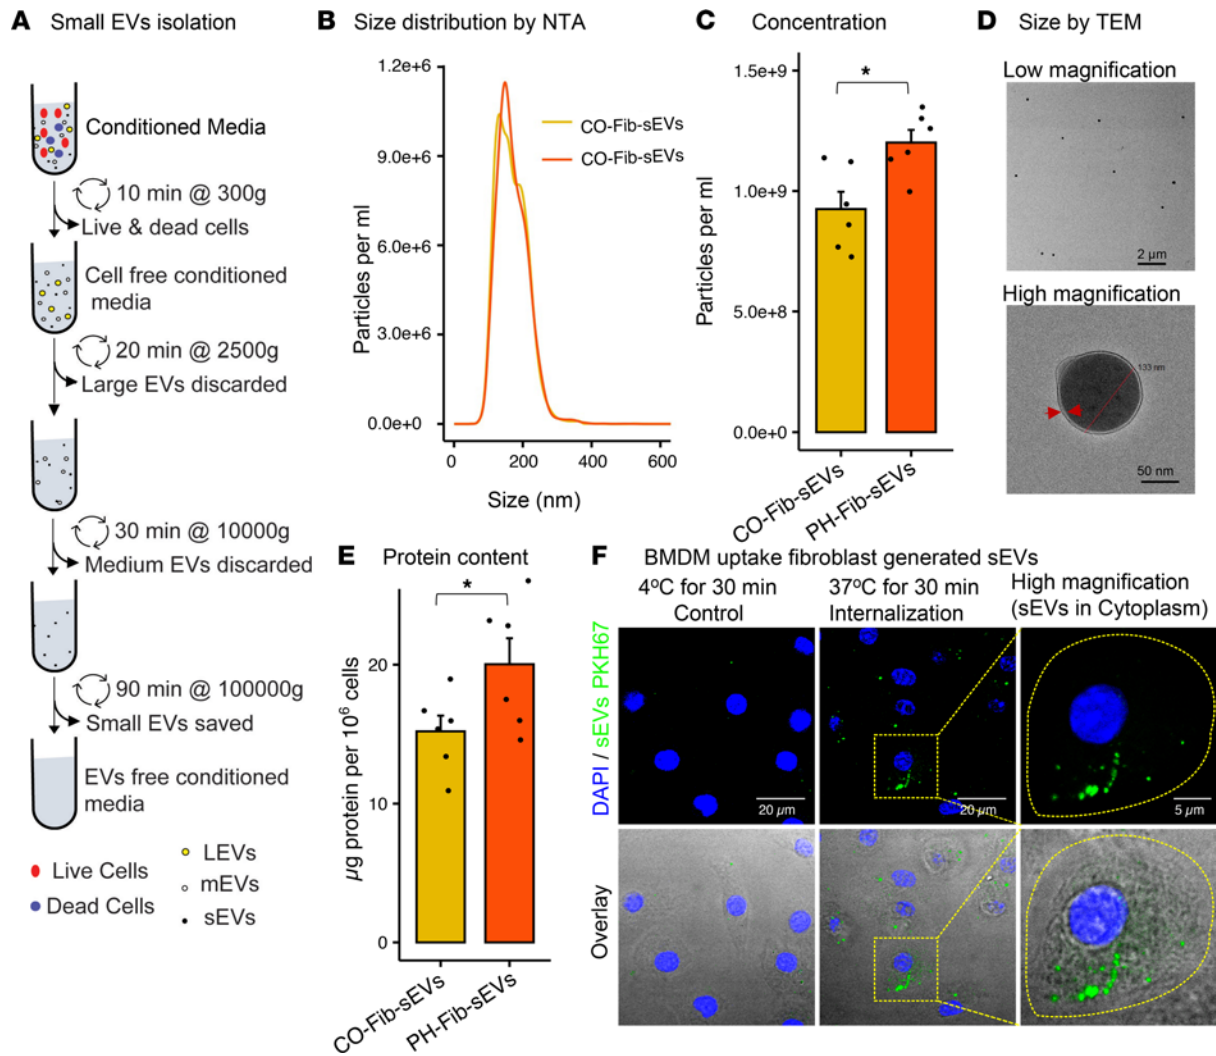 A Small EVs isolation
Conditioned Media
10 min @ 300g
Live & dead cells
Cell free conditioned
media
20 min @ 2500g
Large EVs discarded
30 min @ 10000g
Medium EVs discarded
90 min @ 100000g
Small EVs saved
EVs free conditioned
media
Live Cells
Dead Cells
LEVs
mEVs
sEVs
B Size distribution by NTA
Particles per ml
1.2e+6
9.0e+6
6.0e+6
3.0e+6
0.0e+0
CO-Fib-sEVs
CO-Fib-sEVs
0 200 400 600
Size (nm)
C Concentration
Particles per ml
1.5e+9
1.0e+9
5.0e+8
0.0e+0
*
CO-Fib-sEVs
PH-Fib-sEVs
D Size by TEM
Low magnification
2 µm
High magnification
133 nm
50 nm
E Protein content
µg protein per 10⁶ cells
20
10
0
*
CO-Fib-sEVs
PH-Fib-sEVs
F BMDM uptake fibroblast generated sEVs
4ºC for 30 min
Control
37ºC for 30 min
Internalization
High magnification
(sEVs in Cytoplasm)
DAPI / sEVs PKH67
20 µm
20 µm
5 µm
Overlay